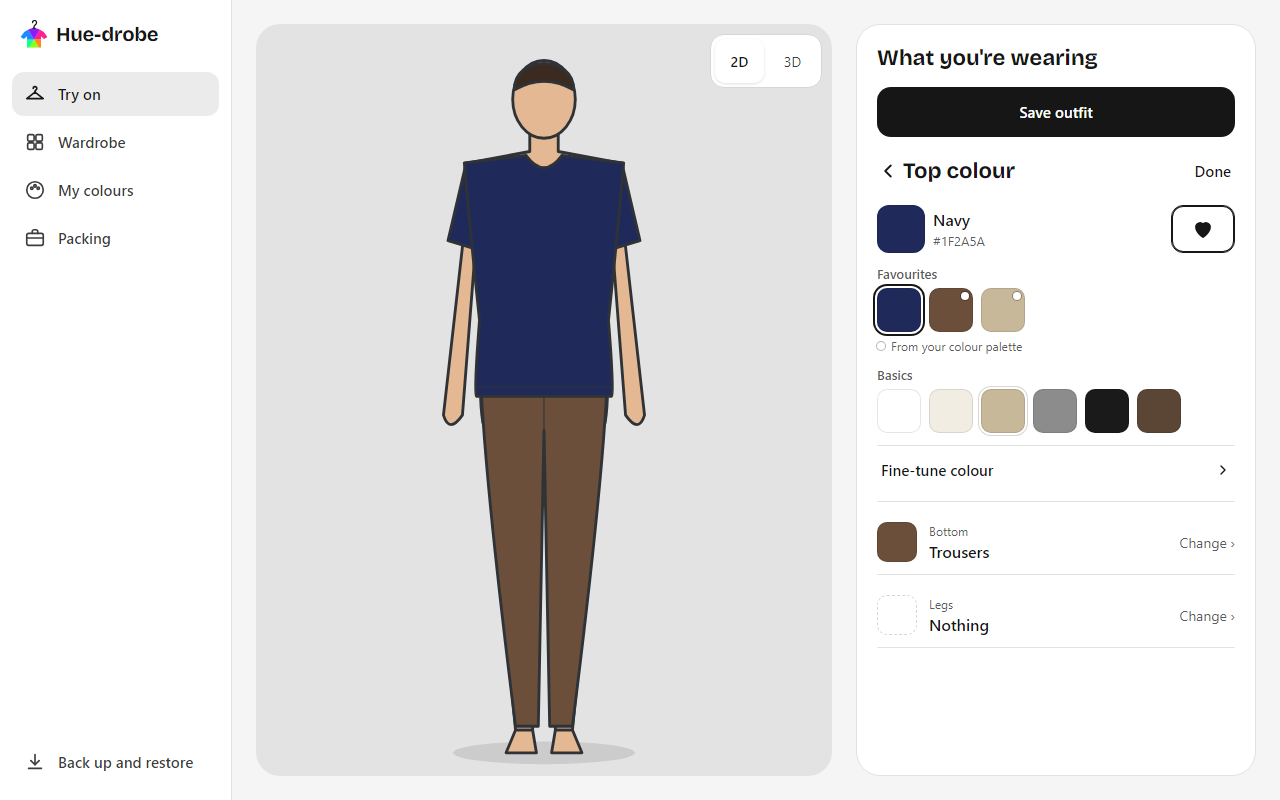 Hue-drobe
Try on
Wardrobe
My colours
Packing
Back up and restore
2D
3D
What you're wearing
Save outfit
Top colour
Done
Navy
#1F2A5A
Favourites
From your colour palette
Basics
Fine-tune colour
Bottom
Trousers
Change ›
Legs
Nothing
Change ›